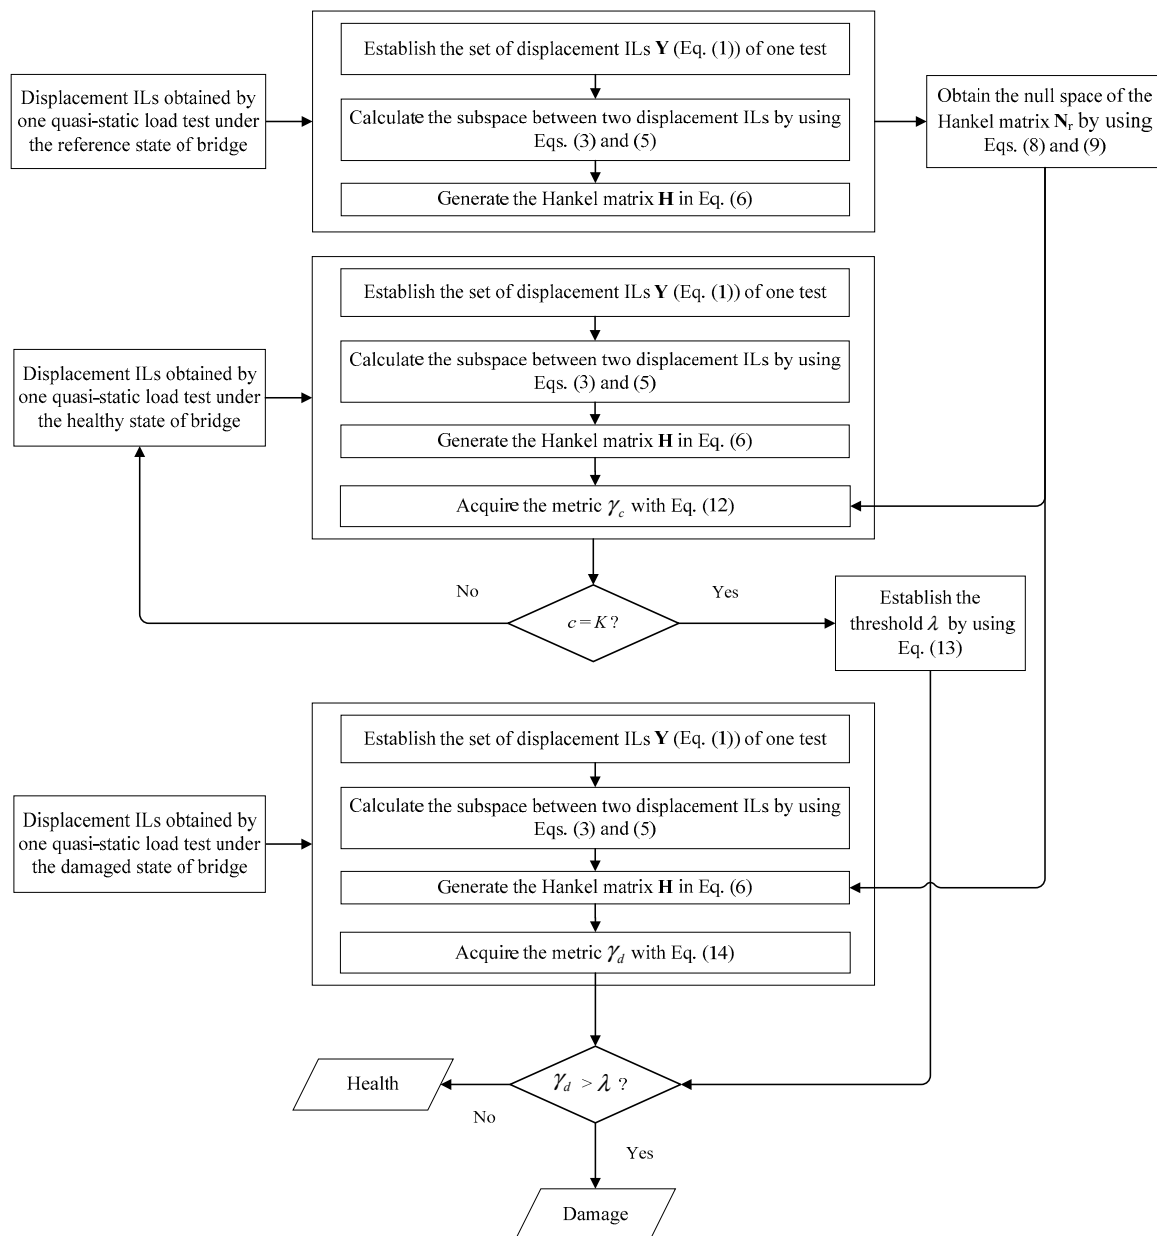 Displacement ILs obtained by
one quasi-static load test under
the reference state of bridge
Establish the set of displacement ILs Y (Eq. (1)) of one test
Calculate the subspace between two displacement ILs by using
Eqs. (3) and (5)
Generate the Hankel matrix H in Eq. (6)
Obtain the null space of the
Hankel matrix Nr by using
Eqs. (8) and (9)
Displacement ILs obtained by
one quasi-static load test under
the healthy state of bridge
Establish the set of displacement ILs Y (Eq. (1)) of one test
Calculate the subspace between two displacement ILs by using
Eqs. (3) and (5)
Generate the Hankel matrix H in Eq. (6)
Acquire the metric γc with Eq. (12)
No
c = K ?
Yes
Establish the
threshold λ by using
Eq. (13)
Displacement ILs obtained by
one quasi-static load test under
the damaged state of bridge
Establish the set of displacement ILs Y (Eq. (1)) of one test
Calculate the subspace between two displacement ILs by using
Eqs. (3) and (5)
Generate the Hankel matrix H in Eq. (6)
Acquire the metric γd with Eq. (14)
Health
γd > λ ?
No
Yes
Damage